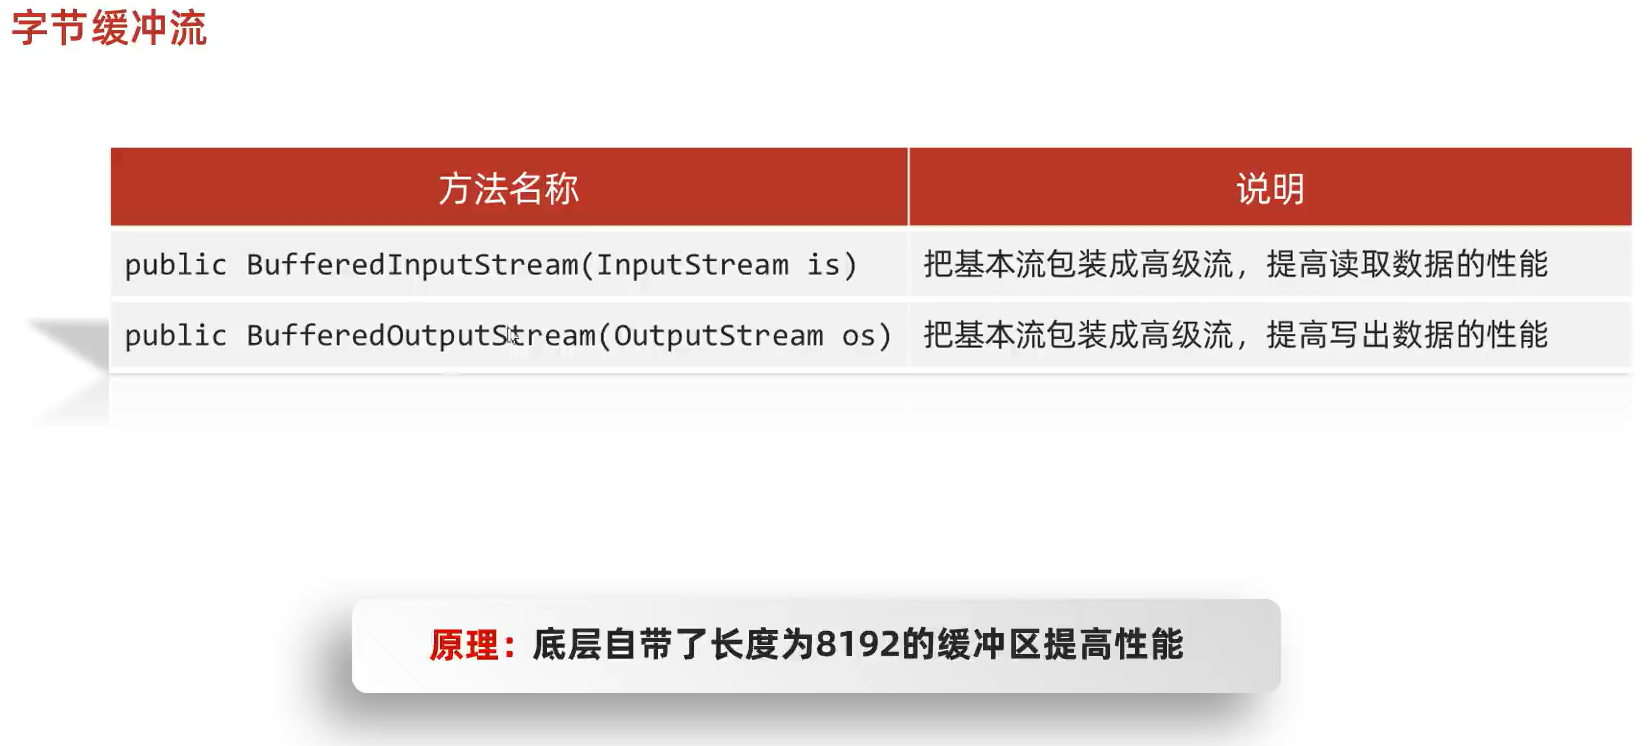 字节缓冲流
方法名称 说明
public BufferedInputStream(InputStream is) 把基本流包装成高级流，提高读取数据的性能
public BufferedOutputStream(OutputStream os) 把基本流包装成高级流，提高写出数据的性能
原理：底层自带了长度为8192的缓冲区提高性能